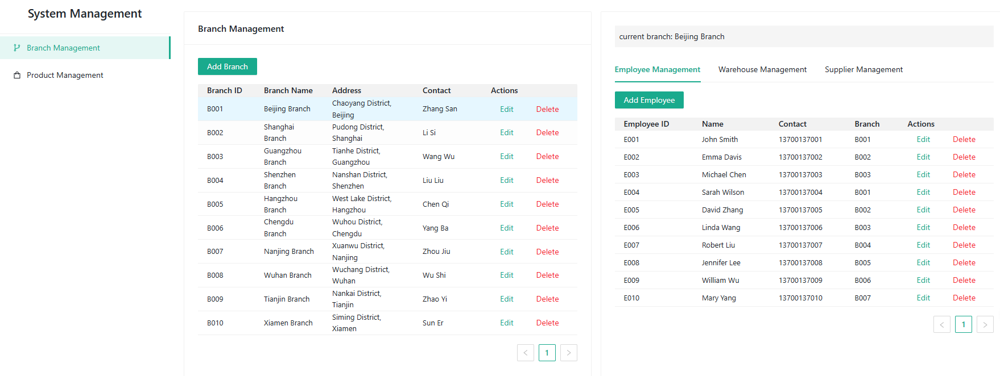 System Management
Branch Management
Product Management
Branch Management
Add Branch
Branch ID Branch Name Address Contact Actions
B001 Beijing Branch Chaoyang District, Beijing Zhang San Edit Delete
B002 Shanghai Branch Pudong District, Shanghai Li Si Edit Delete
B003 Guangzhou Branch Tianhe District, Guangzhou Wang Wu Edit Delete
B004 Shenzhen Branch Nanshan District, Shenzhen Liu Liu Edit Delete
B005 Hangzhou Branch West Lake District, Hangzhou Chen Qi Edit Delete
B006 Chengdu Branch Wuhou District, Chengdu Yang Ba Edit Delete
B007 Nanjing Branch Xuanwu District, Nanjing Zhou Jiu Edit Delete
B008 Wuhan Branch Wuchang District, Wuhan Wu Shi Edit Delete
B009 Tianjin Branch Nankai District, Tianjin Zhao Yi Edit Delete
B010 Xiamen Branch Siming District, Xiamen Sun Er Edit Delete
< 1 >
current branch: Beijing Branch
Employee Management Warehouse Management Supplier Management
Add Employee
Employee ID Name Contact Branch Actions
E001 John Smith 13700137001 B001 Edit Delete
E002 Emma Davis 13700137002 B002 Edit Delete
E003 Michael Chen 13700137003 B003 Edit Delete
E004 Sarah Wilson 13700137004 B001 Edit Delete
E005 David Zhang 13700137005 B002 Edit Delete
E006 Linda Wang 13700137006 B003 Edit Delete
E007 Robert Liu 13700137007 B004 Edit Delete
E008 Jennifer Lee 13700137008 B005 Edit Delete
E009 William Wu 13700137009 B006 Edit Delete
E010 Mary Yang 13700137010 B007 Edit Delete
< 1 >